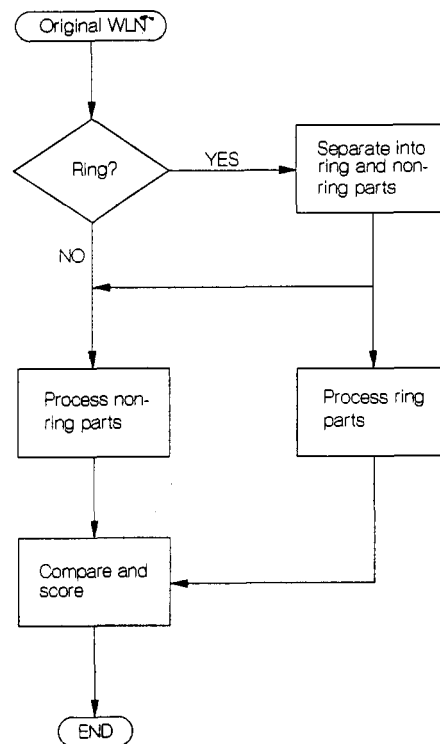 Original WLN
Ring?
YES
Separate into
ring and non-
ring parts
NO
Process non-
ring parts
Process ring
parts
Compare and
score
END